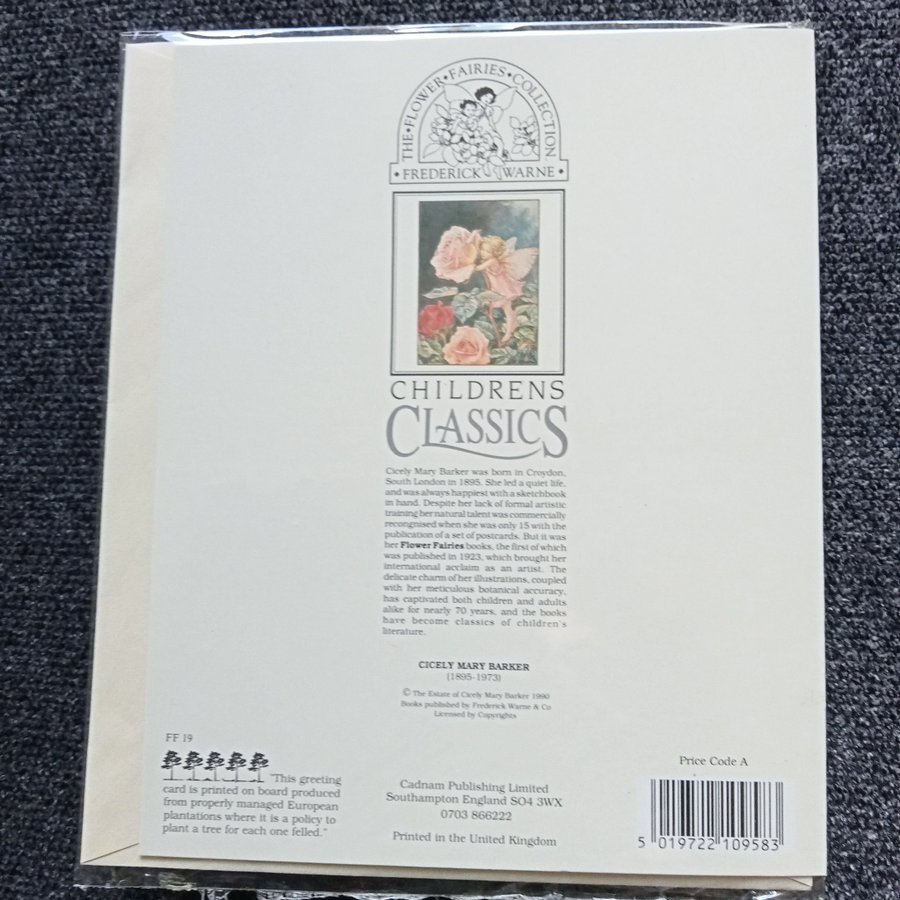 THE • FLOWER • FAIRIES • COLLECTION
• FREDERICK WARNE •
CHILDRENS
CLASSICS
Cicely Mary Barker was born in Croydon,
South London in 1895. She led a quiet life,
and was always happiest with a sketchbook
in hand. Despite her lack of formal artistic
training her natural talent was commercially
recongnised when she was only 15 with the
publication of a set of postcards. But it was
her Flower Fairies books, the first of which
was published in 1923, which brought her
international acclaim as an artist. The
delicate charm of her illustrations, coupled
with her meticulous botanical accuracy,
has captivated both children and adults
alike for nearly 70 years, and the books
have become classics of children's
literature.
CICELY MARY BARKER
(1895-1973)
© The Estate of Cicely Mary Barker 1990
Books published by Frederick Warne & Co
Licensed by Copyrights
FF 19
"This greeting
card is printed on board produced
from properly managed European
plantations where it is a policy to
plant a tree for each one felled."
Cadnam Publishing Limited
Southampton England SO4 3WX
0703 866222
Printed in the United Kingdom
Price Code A
5 019722 109583